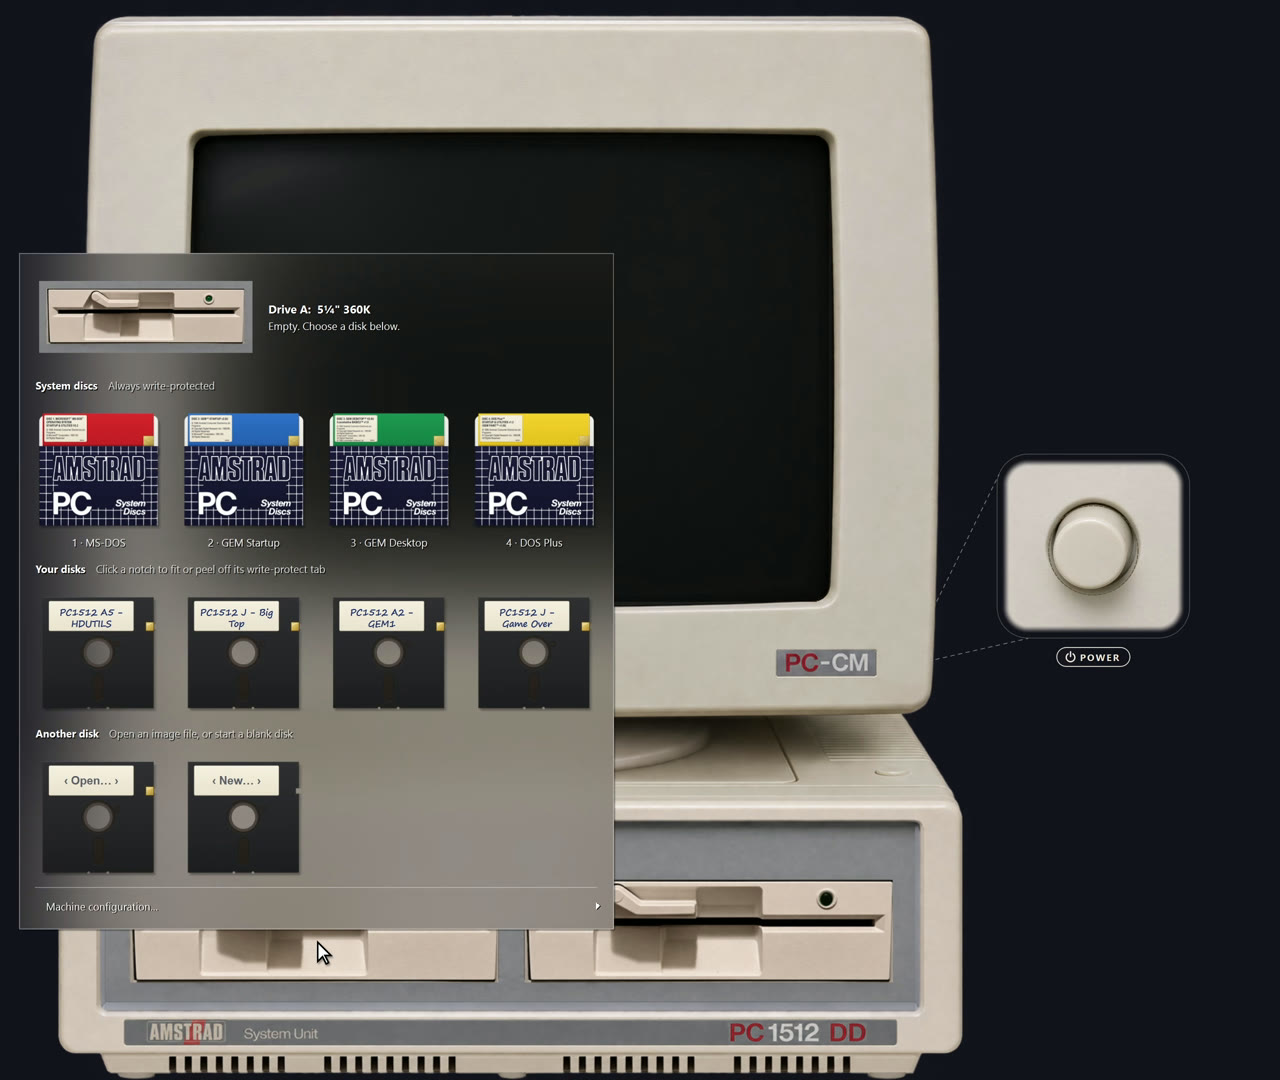 Drive A: 5¼" 360K
Empty. Choose a disk below.
System discs Always write-protected
AMSTRAD
PC System Discs
AMSTRAD
PC System Discs
AMSTRAD
PC System Discs
AMSTRAD
PC System Discs
1 · MS-DOS
2 · GEM Startup
3 · GEM Desktop
4 · DOS Plus
Your disks Click a notch to fit or peel off its write-protect tab
PC1512 A5 -
HDUTILS
PC1512 J - Big
Top
PC1512 A2 -
GEM1
PC1512 J -
Game Over
Another disk Open an image file, or start a blank disk
‹ Open... ›
‹ New... ›
Machine configuration...
PC-CM
POWER
AMSTRAD System Unit
PC1512 DD